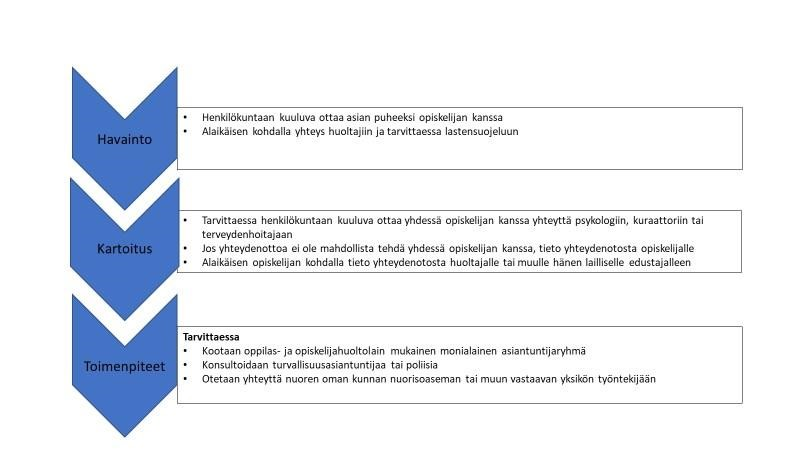 Havainto
• Henkilökuntaan kuuluva ottaa asian puheeksi opiskelijan kanssa
• Alaikäisen kohdalla yhteys huoltajiin ja tarvittaessa lastensuojeluun
Kartoitus
• Tarvittaessa henkilökuntaan kuuluva ottaa yhdessä opiskelijan kanssa yhteyttä psykologiin, kuraattoriin tai
terveydenhoitajaan
• Jos yhteydenottoa ei ole mahdollista tehdä yhdessä opiskelijan kanssa, tieto yhteydenotosta opiskelijalle
• Alaikäisen opiskelijan kohdalla tieto yhteydenotosta huoltajalle tai muulle hänen lailliselle edustajalleen
Toimenpiteet
Tarvittaessa
• Kootaan oppilas- ja opiskelijahuoltolain mukainen monialainen asiantuntijaryhmä
• Konsultoidaan turvallisuusasiantuntijaa tai poliisia
• Otetaan yhteyttä nuoren oman kunnan nuorisoaseman tai muun vastaavan yksikön työntekijään